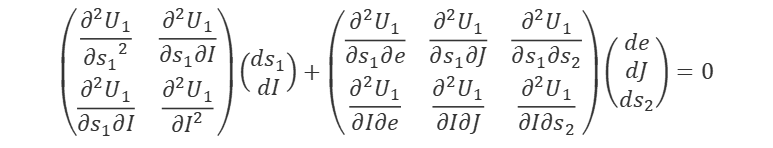 \begin{pmatrix} \frac{\partial^2 U_1}{\partial {s_1}^2} & \frac{\partial^2 U_1}{\partial s_1 \partial I} \\ \frac{\partial^2 U_1}{\partial s_1 \partial I} & \frac{\partial^2 U_1}{\partial I^2} \end{pmatrix} \begin{pmatrix} ds_1 \\ dI \end{pmatrix} + \begin{pmatrix} \frac{\partial^2 U_1}{\partial s_1 \partial e} & \frac{\partial^2 U_1}{\partial s_1 \partial J} & \frac{\partial^2 U_1}{\partial s_1 \partial s_2} \\ \frac{\partial^2 U_1}{\partial I \partial e} & \frac{\partial^2 U_1}{\partial I \partial J} & \frac{\partial^2 U_1}{\partial I \partial s_2} \end{pmatrix} \begin{pmatrix} de \\ dJ \\ ds_2 \end{pmatrix} = 0